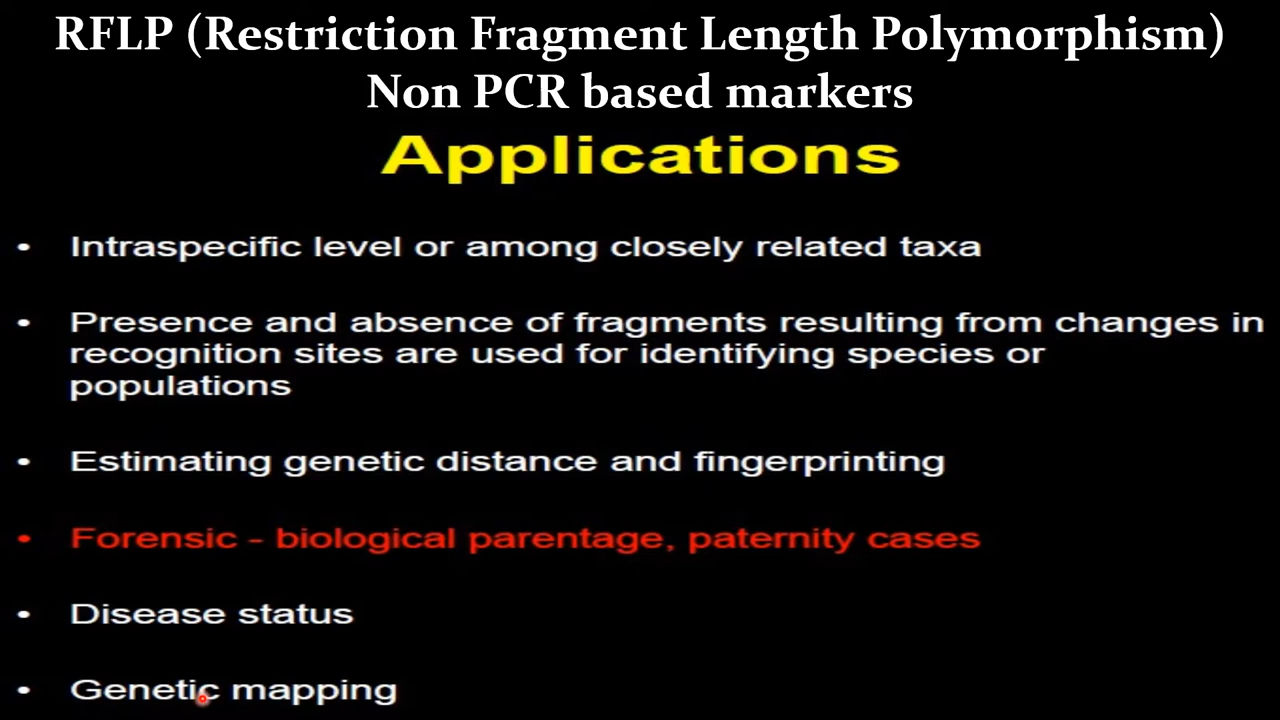 RFLP (Restriction Fragment Length Polymorphism)
Non PCR based markers
Applications
• Intraspecific level or among closely related taxa
• Presence and absence of fragments resulting from changes in
recognition sites are used for identifying species or
populations
• Estimating genetic distance and fingerprinting
• Forensic - biological parentage, paternity cases
• Disease status
• Genetic mapping